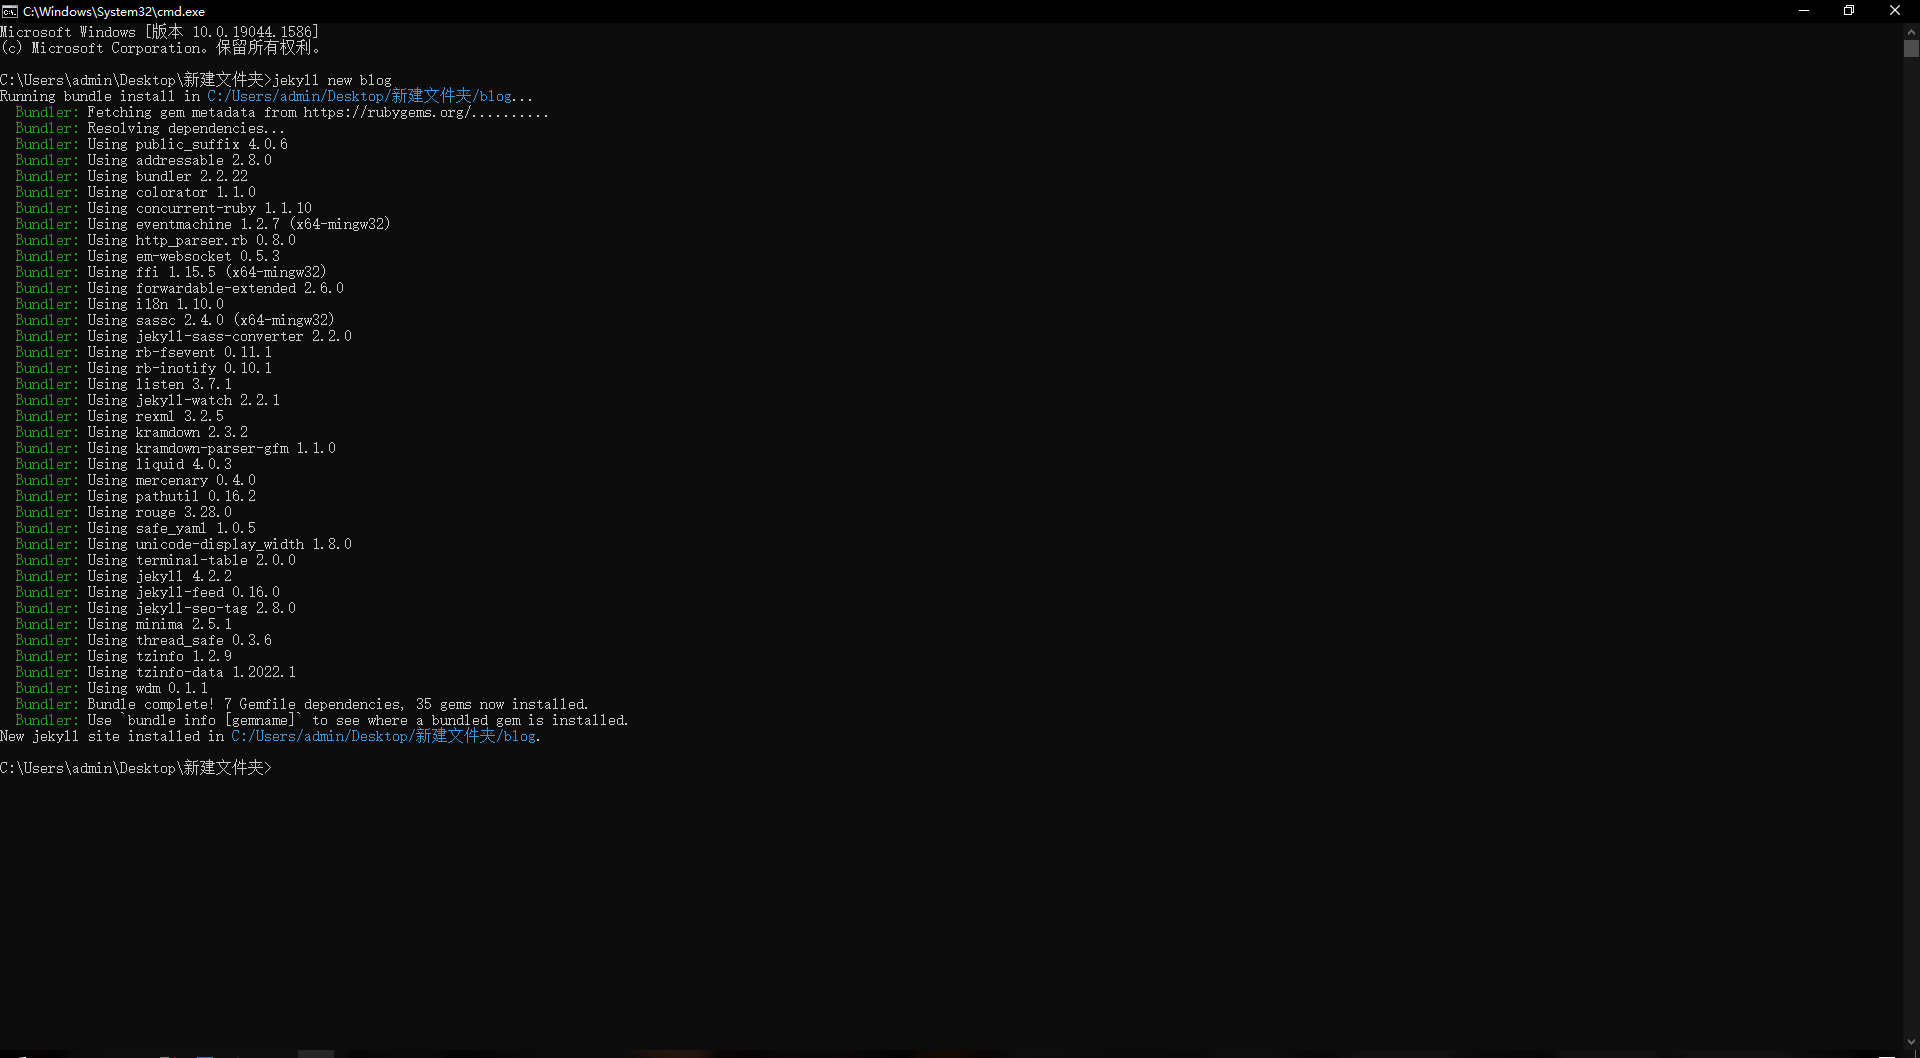 C:\Windows\System32\cmd.exe
Microsoft Windows [版本 10.0.19044.1586]
(c) Microsoft Corporation。保留所有权利。
C:\Users\admin\Desktop\新建文件夹>jekyll new blog
Running bundle install in C:/Users/admin/Desktop/新建文件夹/blog...
Bundler: Fetching gem metadata from https://rubygems.org/..........
Bundler: Resolving dependencies...
Bundler: Using public_suffix 4.0.6
Bundler: Using addressable 2.8.0
Bundler: Using bundler 2.2.22
Bundler: Using colorator 1.1.0
Bundler: Using concurrent-ruby 1.1.10
Bundler: Using eventmachine 1.2.7 (x64-mingw32)
Bundler: Using http_parser.rb 0.8.0
Bundler: Using em-websocket 0.5.3
Bundler: Using ffi 1.15.5 (x64-mingw32)
Bundler: Using forwardable-extended 2.6.0
Bundler: Using i18n 1.10.0
Bundler: Using sassc 2.4.0 (x64-mingw32)
Bundler: Using jekyll-sass-converter 2.2.0
Bundler: Using rb-fsevent 0.11.1
Bundler: Using rb-inotify 0.10.1
Bundler: Using listen 3.7.1
Bundler: Using jekyll-watch 2.2.1
Bundler: Using rexml 3.2.5
Bundler: Using kramdown 2.3.2
Bundler: Using kramdown-parser-gfm 1.1.0
Bundler: Using liquid 4.0.3
Bundler: Using mercenary 0.4.0
Bundler: Using pathutil 0.16.2
Bundler: Using rouge 3.28.0
Bundler: Using safe_yaml 1.0.5
Bundler: Using unicode-display_width 1.8.0
Bundler: Using terminal-table 2.0.0
Bundler: Using jekyll 4.2.2
Bundler: Using jekyll-feed 0.16.0
Bundler: Using jekyll-seo-tag 2.8.0
Bundler: Using minima 2.5.1
Bundler: Using thread_safe 0.3.6
Bundler: Using tzinfo 1.2.9
Bundler: Using tzinfo-data 1.2022.1
Bundler: Using wdm 0.1.1
Bundler: Bundle complete! 7 Gemfile dependencies, 35 gems now installed.
Bundler: Use `bundle info [gemname]` to see where a bundled gem is installed.
New jekyll site installed in C:/Users/admin/Desktop/新建文件夹/blog.
C:\Users\admin\Desktop\新建文件夹>